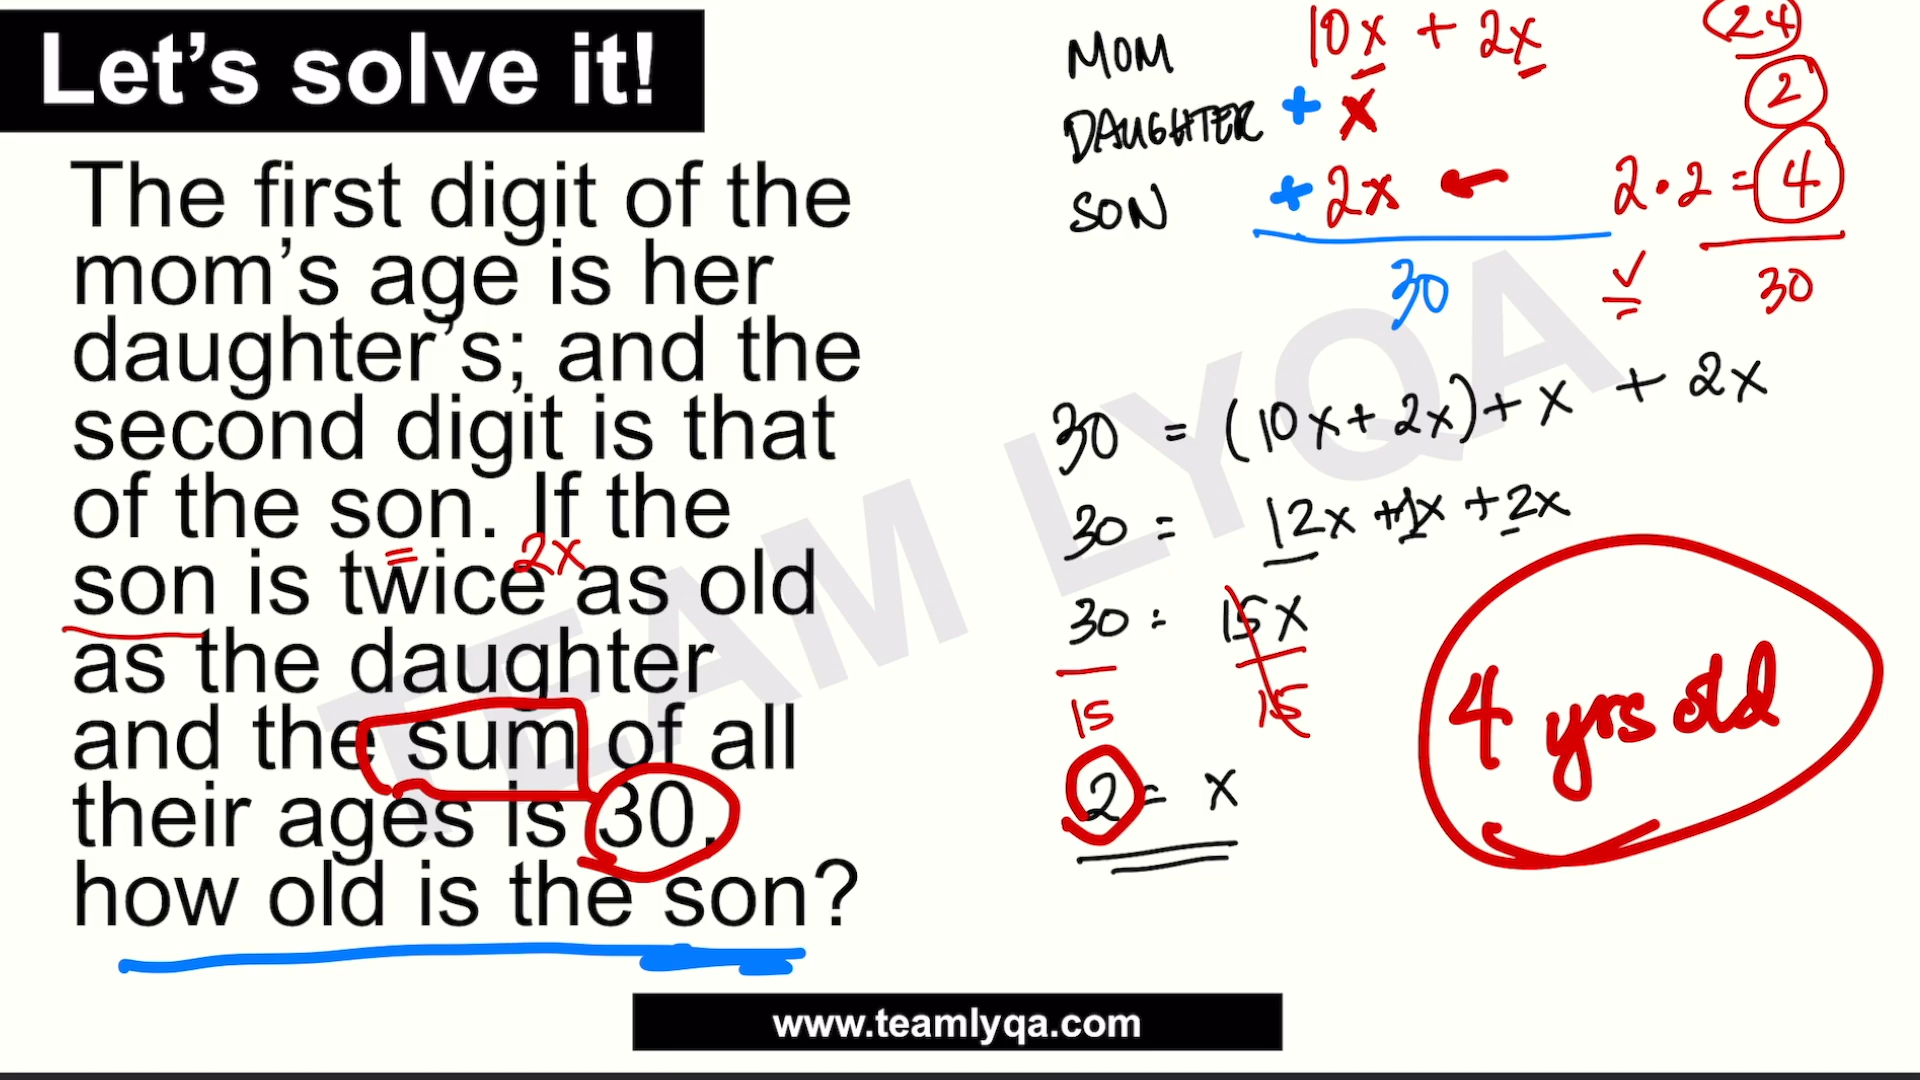 Let's solve it!
The first digit of the
mom's age is her
daughter's; and the
second digit is that
of the son. If the
= 2x
son is twice as old
as the daughter
and the sum of all
their ages is 30,
how old is the son?
MOM 10x + 2x
DAUGHTER + x
SON + 2x
30
24
2
2·2=4
30
30 = (10x+2x)+x + 2x
30 = 12x +1x +2x
30 = 15x
15 15
2 = x
4 yrs old
TEAM LYQA
www.teamlyqa.com